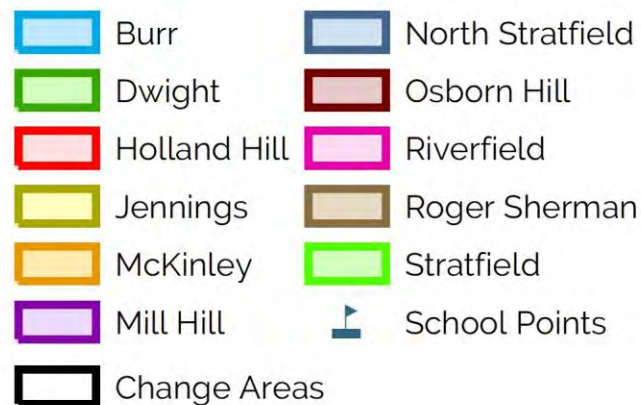 Burr
North Stratfield
Dwight
Osborn Hill
Holland Hill
Riverfield
Jennings
Roger Sherman
McKinley
Stratfield
Mill Hill
School Points
Change Areas